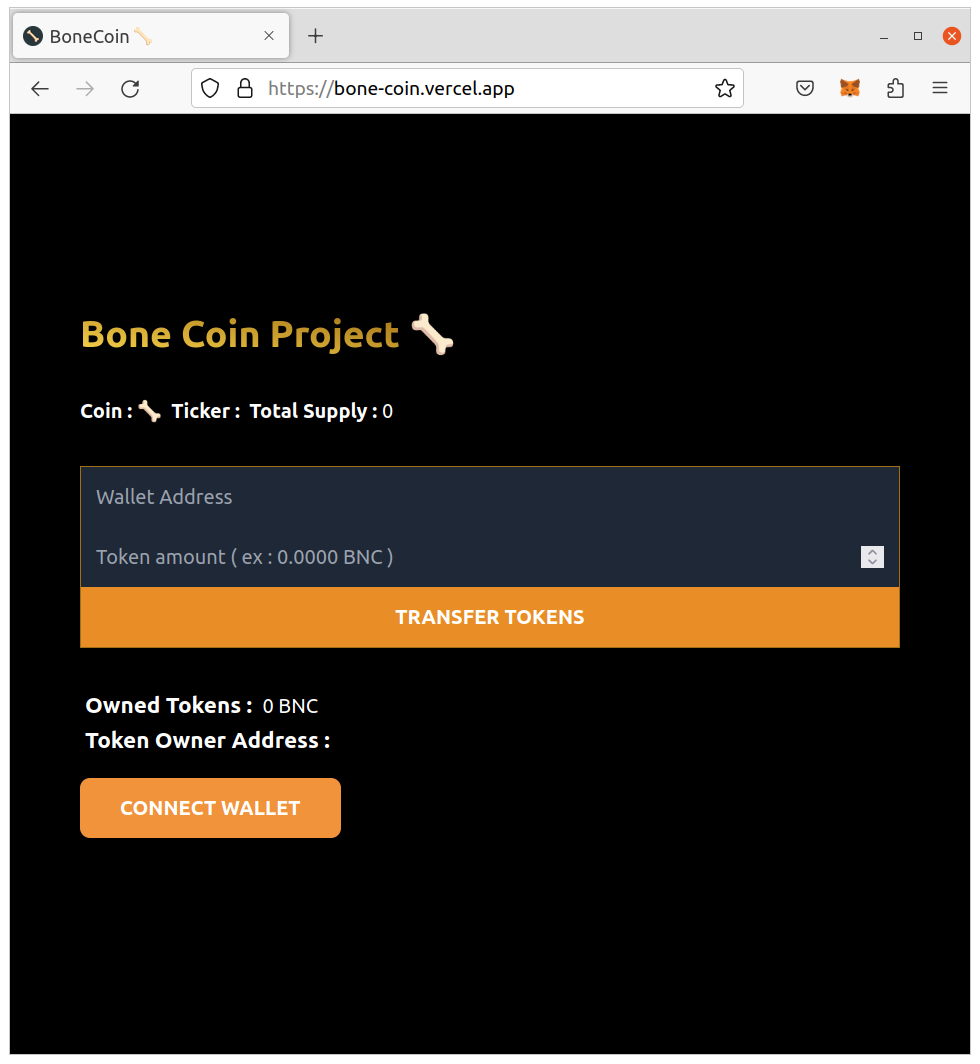 BoneCoin 🦴
https://bone-coin.vercel.app
Bone Coin Project 🦴
Coin : 🦴 Ticker : Total Supply : 0
Wallet Address
Token amount ( ex : 0.0000 BNC )
TRANSFER TOKENS
Owned Tokens : 0 BNC
Token Owner Address :
CONNECT WALLET